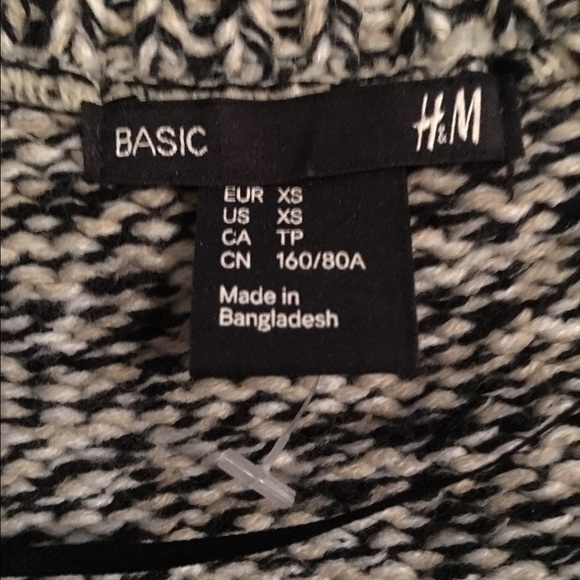 BASIC H&M
EUR XS
US XS
CA TP
CN 160/80A
Made in
Bangladesh